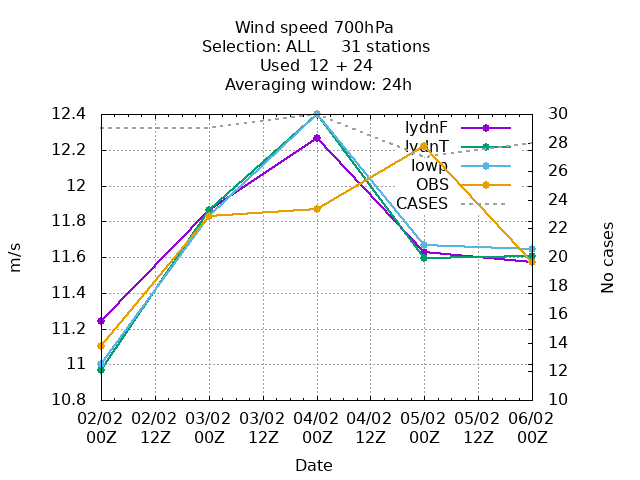 Wind speed 700hPa
Selection: ALL 31 stations
Used 12 + 24
Averaging window: 24h
12.4
12.2
12
11.8
11.6
11.4
11.2
11
10.8
30
28
26
24
22
20
18
16
14
12
10
m/s
No cases
lydnF
lydnT
lowp
OBS
CASES
02/02 02/02 03/02 03/02 04/02 04/02 05/02 05/02 06/02
00Z 12Z 00Z 12Z 00Z 12Z 00Z 12Z 00Z
Date